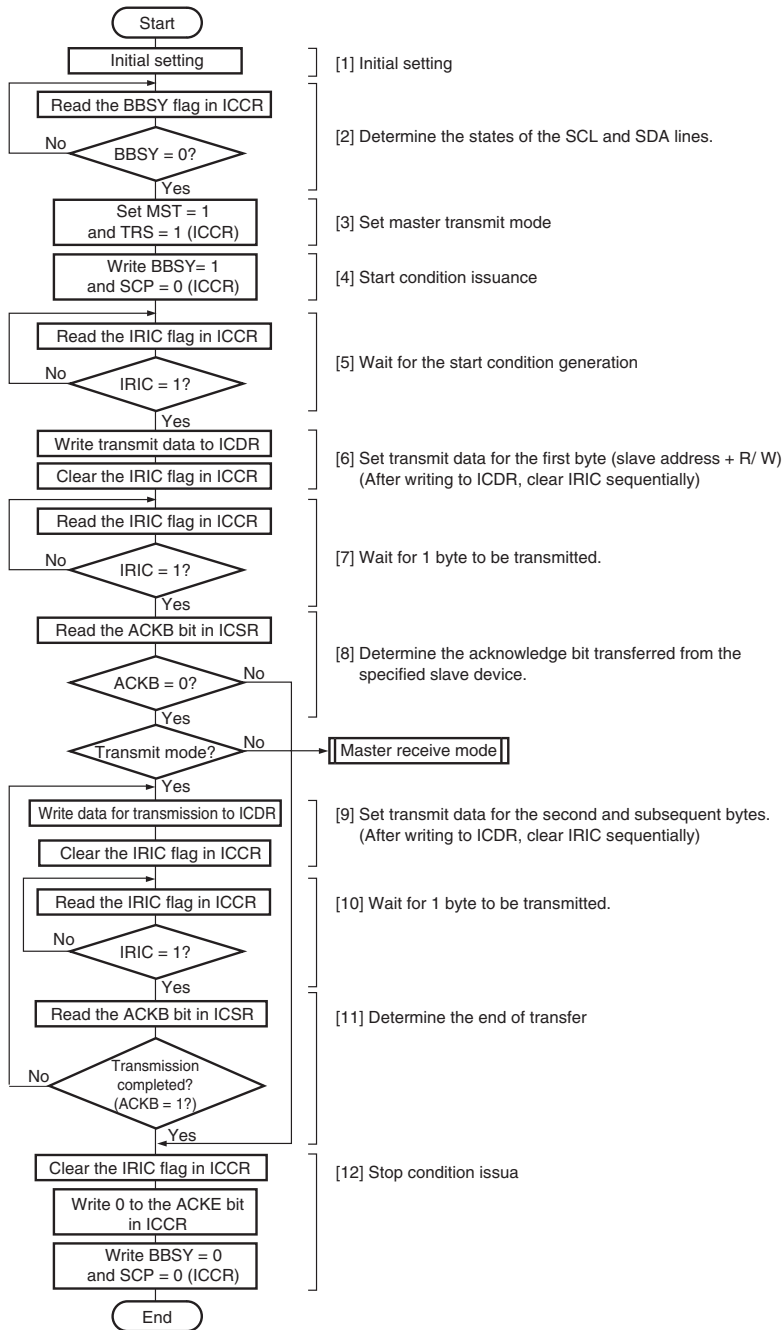 Start
Initial setting
[1] Initial setting
Read the BBSY flag in ICCR
[2] Determine the states of the SCL and SDA lines.
No
BBSY = 0?
Yes
Set MST = 1
and TRS = 1 (ICCR)
[3] Set master transmit mode
Write BBSY= 1
and SCP = 0 (ICCR)
[4] Start condition issuance
Read the IRIC flag in ICCR
[5] Wait for the start condition generation
No
IRIC = 1?
Yes
Write transmit data to ICDR
[6] Set transmit data for the first byte (slave address + R/ W)
(After writing to ICDR, clear IRIC sequentially)
Clear the IRIC flag in ICCR
Read the IRIC flag in ICCR
[7] Wait for 1 byte to be transmitted.
No
IRIC = 1?
Yes
Read the ACKB bit in ICSR
[8] Determine the acknowledge bit transferred from the
specified slave device.
No
ACKB = 0?
Yes
Transmit mode?
No
Master receive mode
Yes
Write data for transmission to ICDR
[9] Set transmit data for the second and subsequent bytes.
(After writing to ICDR, clear IRIC sequentially)
Clear the IRIC flag in ICCR
Read the IRIC flag in ICCR
[10] Wait for 1 byte to be transmitted.
No
IRIC = 1?
Yes
Read the ACKB bit in ICSR
[11] Determine the end of transfer
No
Transmission
completed?
(ACKB = 1?)
Yes
Clear the IRIC flag in ICCR
[12] Stop condition issua
Write 0 to the ACKE bit
in ICCR
Write BBSY = 0
and SCP = 0 (ICCR)
End